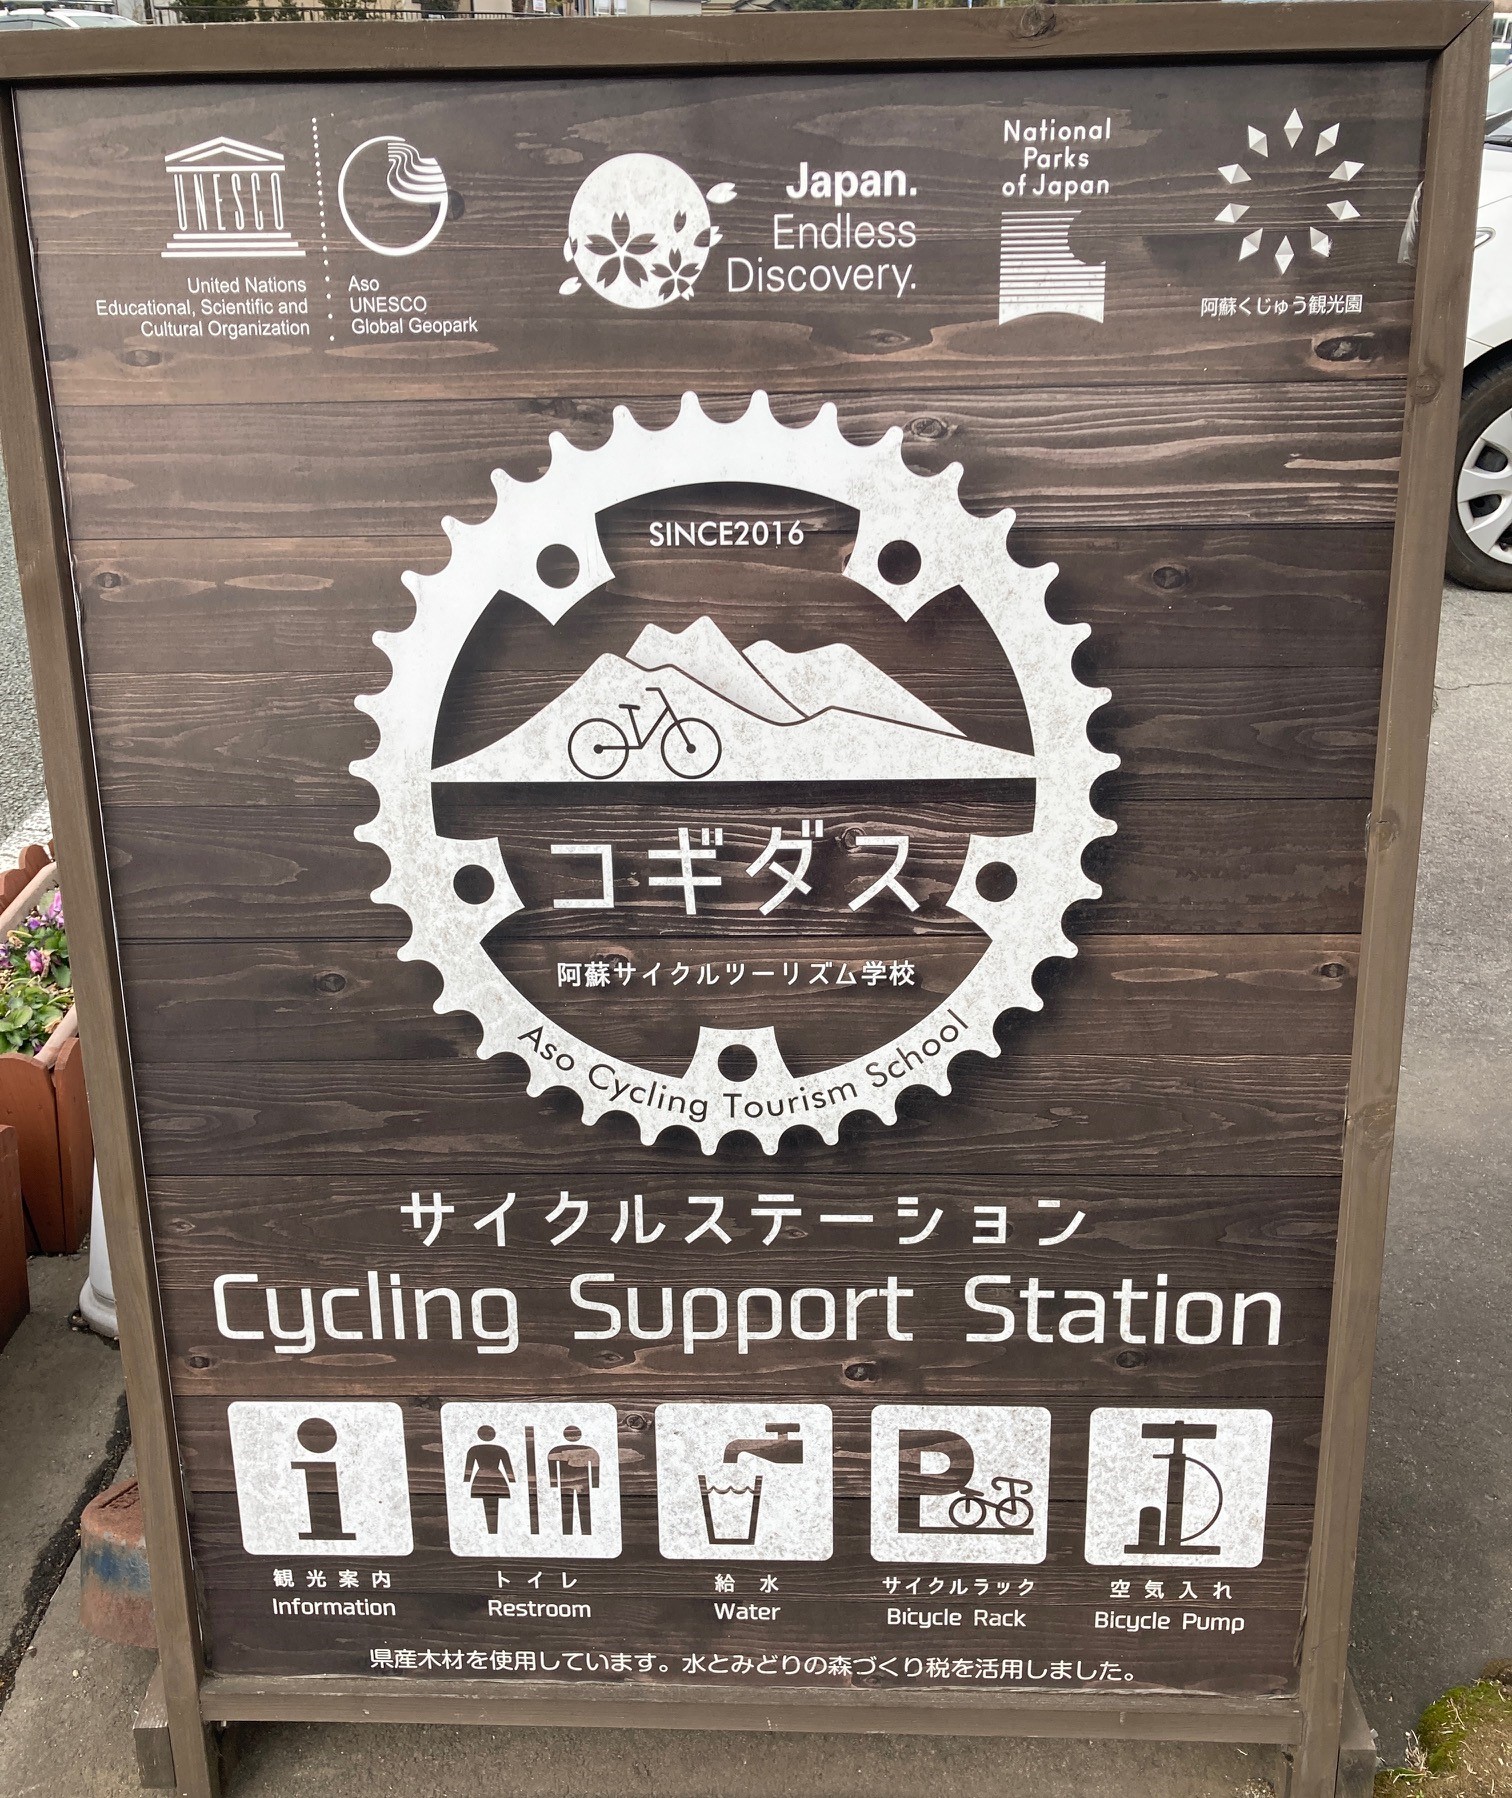 UNESCO
United Nations
Educational, Scientific and
Cultural Organization
Aso
UNESCO
Global Geopark
Japan.
Endless
Discovery.
National
Parks
of Japan
阿蘇くじゅう観光圏
SINCE2016
コギダス
阿蘇サイクルツーリズム学校
Aso Cycling Tourism School
サイクルステーション
Cycling Support Station
観光案内
Information
トイレ
Restroom
給水
Water
P
サイクルラック
Bicycle Rack
空気入れ
Bicycle Pump
県産木材を使用しています。水とみどりの森づくり税を活用しました。